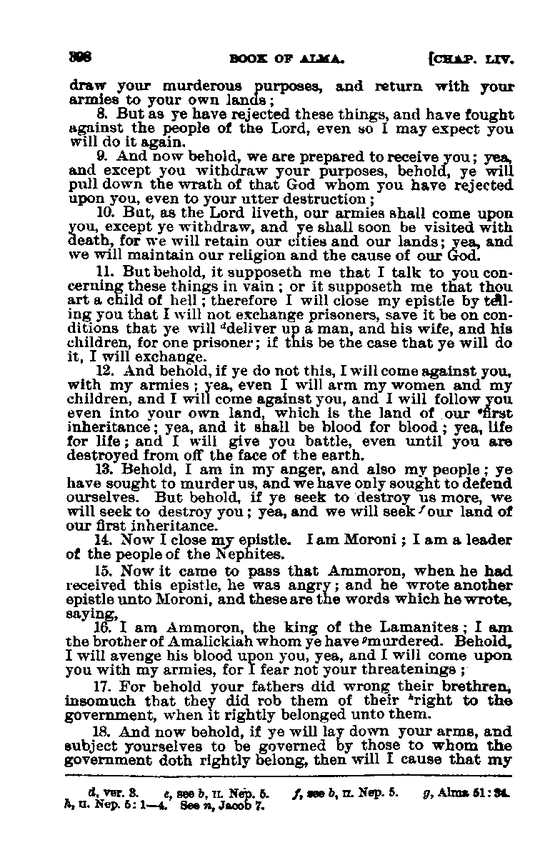 398 BOOK OF ALMA. [CHAP. LIV.
draw your murderous purposes, and return with your
armies to your own lands;
8. But as ye have rejected these things, and have fought
against the people of the Lord, even so I may expect you
will do it again.
9. And now behold, we are prepared to receive you; yea,
and except you withdraw your purposes, behold, ye will
pull down the wrath of that God whom you have rejected
upon you, even to your utter destruction;
10. But, as the Lord liveth, our armies shall come upon
you, except ye withdraw, and ye shall soon be visited with
death, for we will retain our cities and our lands; yea, and
we will maintain our religion and the cause of our God.
11. But behold, it supposeth me that I talk to you con-
cerning these things in vain; or it supposeth me that thou
art a child of hell; therefore I will close my epistle by tell-
ing you that I will not exchange prisoners, save it be on con-
ditions that ye will ᵈdeliver up a man, and his wife, and his
children, for one prisoner; if this be the case that ye will do
it, I will exchange.
12. And behold, if ye do not this, I will come against you,
with my armies; yea, even I will arm my women and my
children, and I will come against you, and I will follow you
even into your own land, which is the land of our ᵉfirst
inheritance; yea, and it shall be blood for blood; yea, life
for life; and I will give you battle, even until you are
destroyed from off the face of the earth.
13. Behold, I am in my anger, and also my people; ye
have sought to murder us, and we have only sought to defend
ourselves. But behold, if ye seek to destroy us more, we
will seek to destroy you; yea, and we will seek ᶠour land of
our first inheritance.
14. Now I close my epistle. I am Moroni; I am a leader
of the people of the Nephites.
15. Now it came to pass that Ammoron, when he had
received this epistle, he was angry; and he wrote another
epistle unto Moroni, and these are the words which he wrote,
saying,
16. I am Ammoron, the king of the Lamanites; I am
the brother of Amalickiah whom ye have ᵍmurdered. Behold,
I will avenge his blood upon you, yea, and I will come upon
you with my armies, for I fear not your threatenings;
17. For behold your fathers did wrong their brethren,
insomuch that they did rob them of their ʰright to the
government, when it rightly belonged unto them.
18. And now behold, if ye will lay down your arms, and
subject yourselves to be governed by those to whom the
government doth rightly belong, then will I cause that my
d, ver. 8. e, see b, II. Nep. 5. f, see b, II. Nep. 5. g, Alma 51:34.
h, II. Nep. 5: 1—4. See n, Jacob 7.